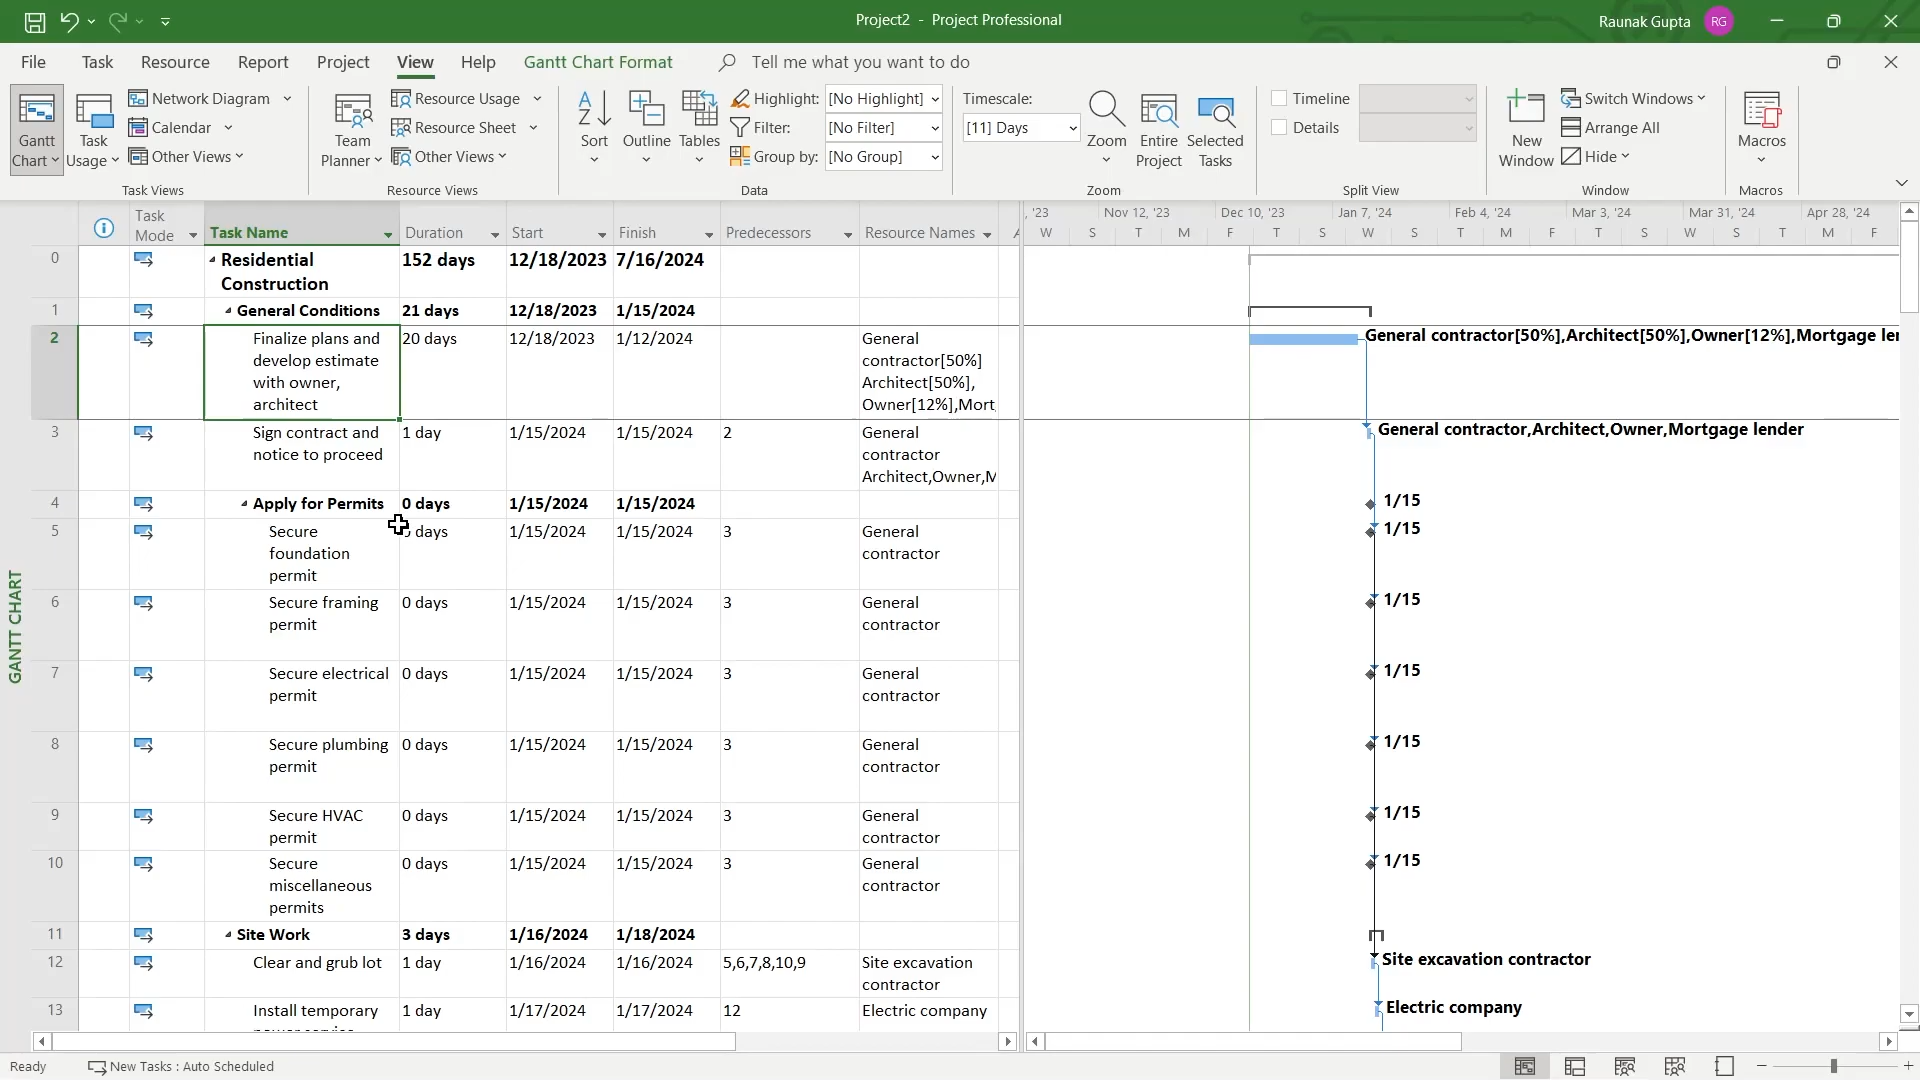 Project2 - Project Professional
Raunak Gupta RG
File Task Resource Report Project View Help Gantt Chart Format Tell me what you want to do
Gantt Chart
Task Usage
Network Diagram
Calendar
Other Views
Task Views
Team Planner
Resource Usage
Resource Sheet
Other Views
Resource Views
Sort
Outline
Tables
Highlight: [No Highlight]
Filter: [No Filter]
Group by: [No Group]
Data
Timescale:
[11] Days
Zoom
Entire Project
Selected Tasks
Zoom
Timeline
Details
Split View
New Window
Switch Windows
Arrange All
Hide
Window
Macros
Macros
Task Mode Task Name Duration Start Finish Predecessors Resource Names
, '23 Nov 12, '23 Dec 10, '23 Jan 7, '24 Feb 4, '24 Mar 3, '24 Mar 31, '24 Apr 28, '24
W S T M F T S W S T M F T S W S T M F
0 Residential Construction 152 days 12/18/2023 7/16/2024
1 General Conditions 21 days 12/18/2023 1/15/2024
2 Finalize plans and develop estimate with owner, architect 20 days 12/18/2023 1/12/2024 General contractor[50%] Architect[50%], Owner[12%],Mort
General contractor[50%],Architect[50%],Owner[12%],Mortgage ler
3 Sign contract and notice to proceed 1 day 1/15/2024 1/15/2024 2 General contractor Architect,Owner,M
General contractor,Architect,Owner,Mortgage lender
4 Apply for Permits 0 days 1/15/2024 1/15/2024 1/15
5 Secure foundation permit days 1/15/2024 1/15/2024 3 General contractor 1/15
6 Secure framing permit 0 days 1/15/2024 1/15/2024 3 General contractor 1/15
7 Secure electrical permit 0 days 1/15/2024 1/15/2024 3 General contractor 1/15
8 Secure plumbing permit 0 days 1/15/2024 1/15/2024 3 General contractor 1/15
9 Secure HVAC permit 0 days 1/15/2024 1/15/2024 3 General contractor 1/15
10 Secure miscellaneous permits 0 days 1/15/2024 1/15/2024 3 General contractor 1/15
11 Site Work 3 days 1/16/2024 1/18/2024
12 Clear and grub lot 1 day 1/16/2024 1/16/2024 5,6,7,8,10,9 Site excavation contractor Site excavation contractor
13 Install temporary 1 day 1/17/2024 1/17/2024 12 Electric company Electric company
GANTT CHART
Ready New Tasks : Auto Scheduled